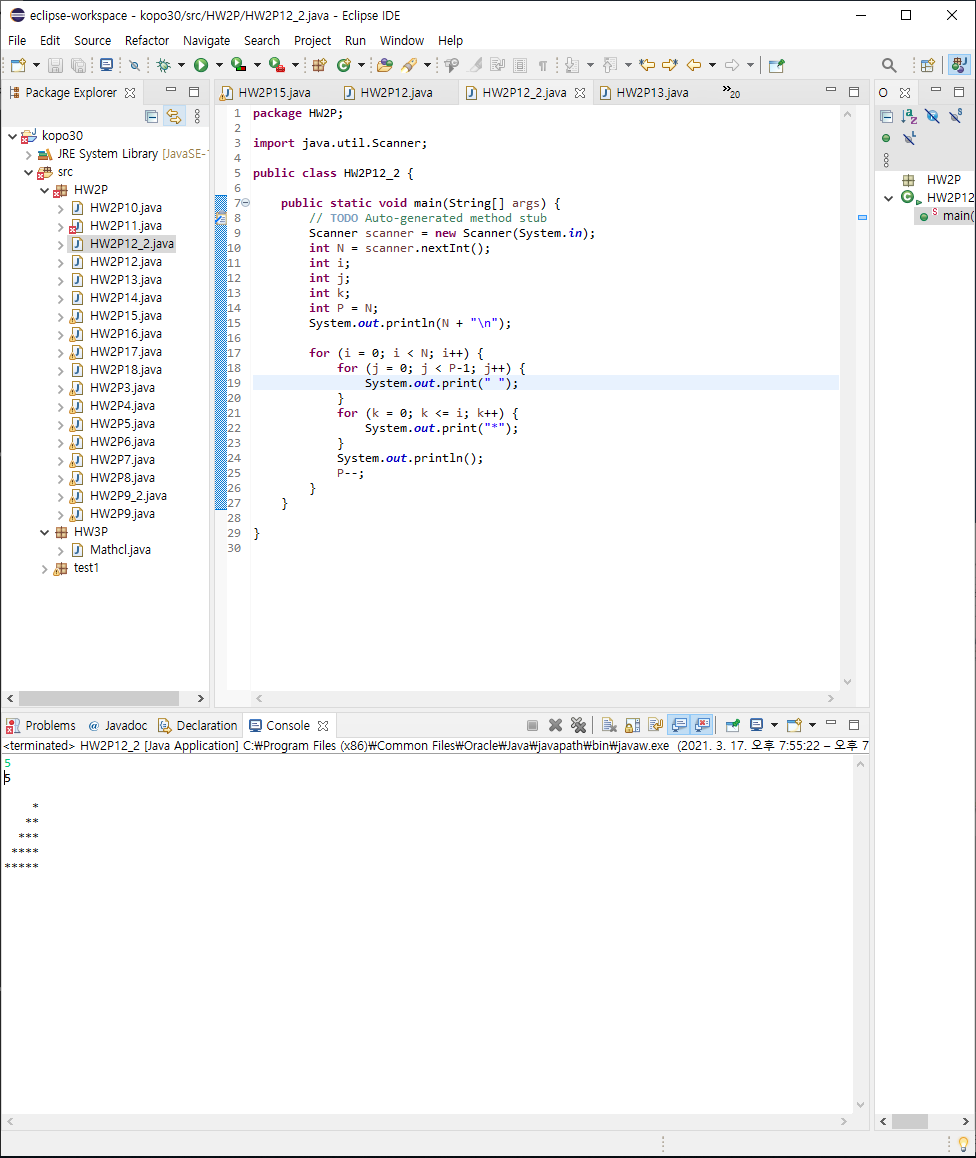 eclipse-workspace - kopo30/src/HW2P/HW2P12_2.java - Eclipse IDE
File Edit Source Refactor Navigate Search Project Run Window Help
Package Explorer
kopo30
JRE System Library [JavaSE-1
src
HW2P
HW2P10.java
HW2P11.java
HW2P12_2.java
HW2P12.java
HW2P13.java
HW2P14.java
HW2P15.java
HW2P16.java
HW2P17.java
HW2P18.java
HW2P3.java
HW2P4.java
HW2P5.java
HW2P6.java
HW2P7.java
HW2P8.java
HW2P9_2.java
HW2P9.java
HW3P
Mathcl.java
test1
HW2P15.java HW2P12.java HW2P12_2.java HW2P13.java »20
1 package HW2P;
2
3 import java.util.Scanner;
4
5 public class HW2P12_2 {
6
7 public static void main(String[] args) {
8 // TODO Auto-generated method stub
9 Scanner scanner = new Scanner(System.in);
10 int N = scanner.nextInt();
11 int i;
12 int j;
13 int k;
14 int P = N;
15 System.out.println(N + "\n");
16
17 for (i = 0; i < N; i++) {
18 for (j = 0; j < P-1; j++) {
19 System.out.print(" ");
20 }
21 for (k = 0; k <= i; k++) {
22 System.out.print("*");
23 }
24 System.out.println();
25 P--;
26 }
27 }
28
29 }
30
O
HW2P
HW2P12
main(
Problems @ Javadoc Declaration Console
<terminated> HW2P12_2 [Java Application] C:₩Program Files (x86)₩Common Files₩Oracle₩Java₩javapath₩bin₩javaw.exe (2021. 3. 17. 오후 7:55:22 – 오후 7
5
5
    *
   **
  ***
 ****
*****